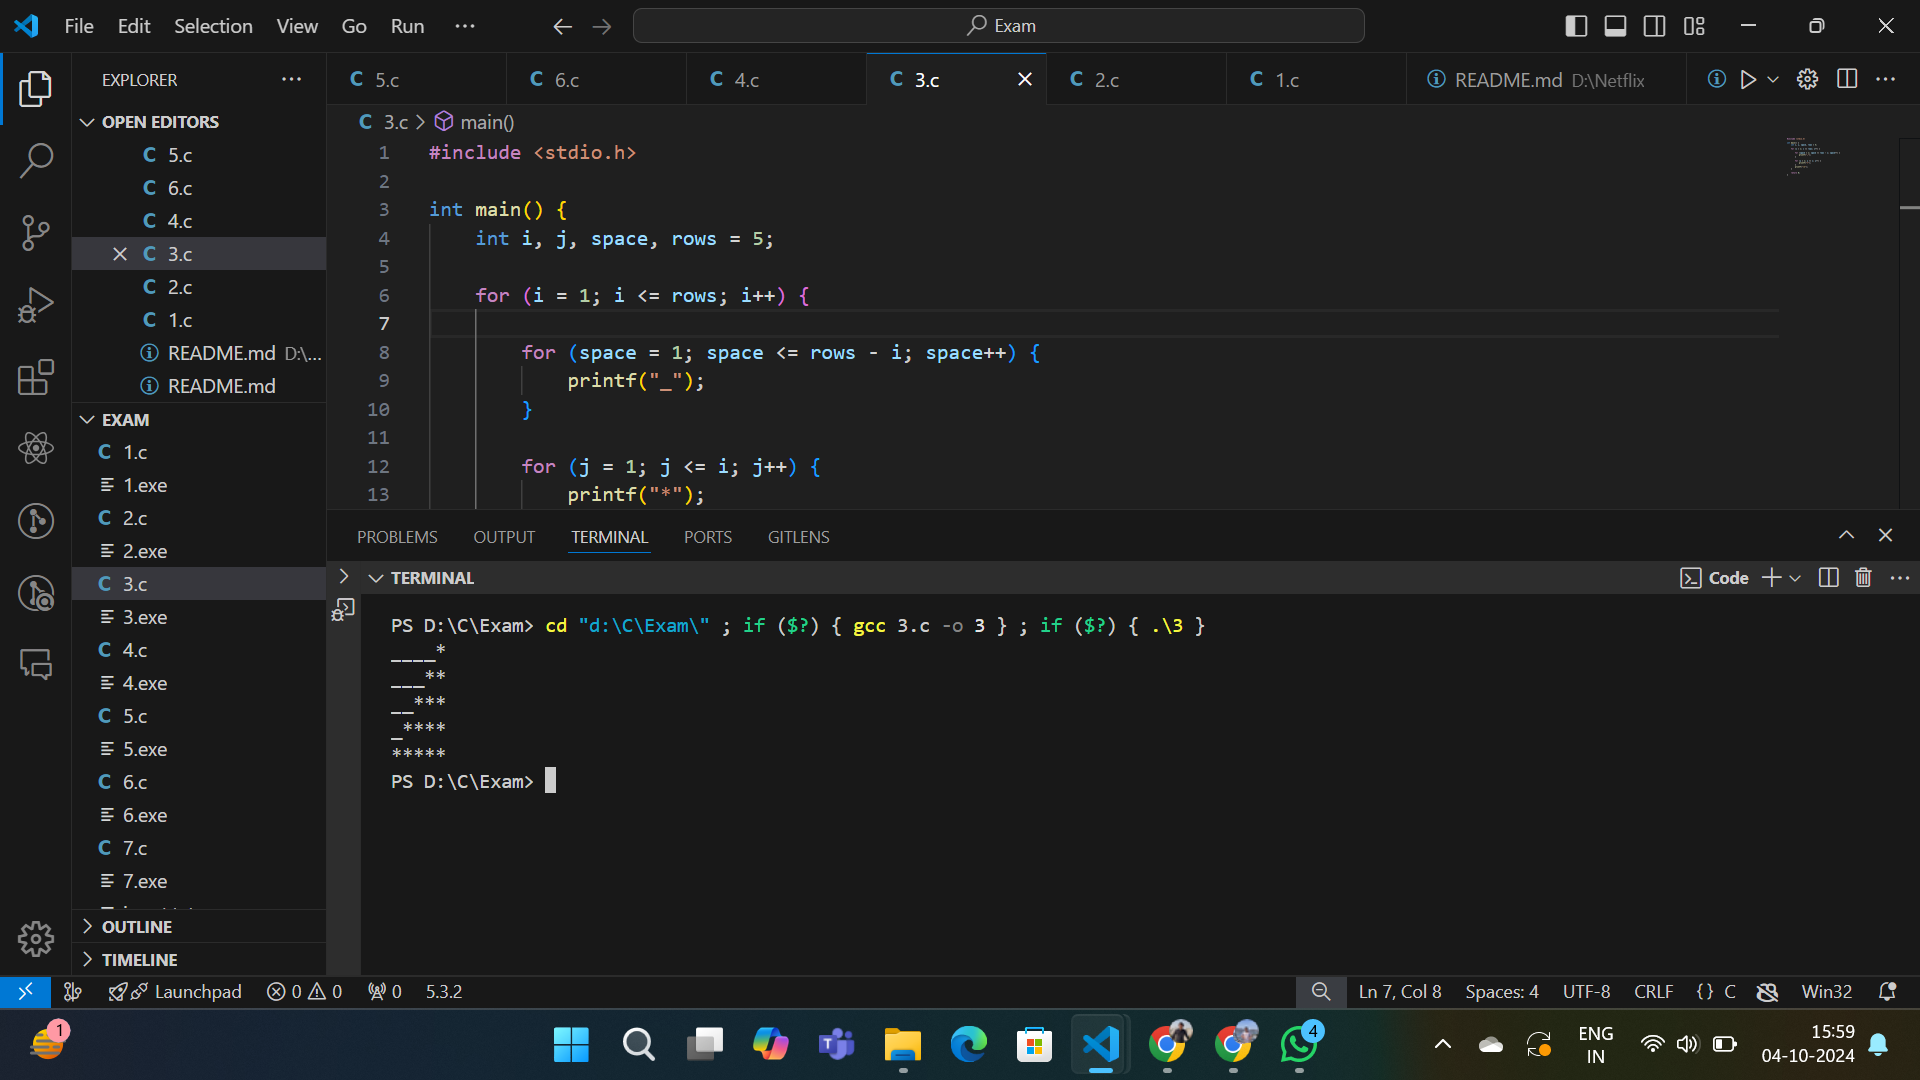 File Edit Selection View Go Run ··· Exam
EXPLORER ···
OPEN EDITORS
C 5.c
C 6.c
C 4.c
C 3.c
C 2.c
C 1.c
README.md D:\...
README.md
EXAM
C 1.c
1.exe
C 2.c
2.exe
C 3.c
3.exe
C 4.c
4.exe
C 5.c
5.exe
C 6.c
6.exe
C 7.c
7.exe
OUTLINE
TIMELINE
C 5.c C 6.c C 4.c C 3.c C 2.c C 1.c README.md D:\Netflix
C 3.c > main()
1 #include <stdio.h>
2
3 int main() {
4 int i, j, space, rows = 5;
5
6 for (i = 1; i <= rows; i++) {
7
8 for (space = 1; space <= rows - i; space++) {
9 printf("_");
10 }
11
12 for (j = 1; j <= i; j++) {
13 printf("*");
PROBLEMS OUTPUT TERMINAL PORTS GITLENS
TERMINAL Code
PS D:\C\Exam> cd "d:\C\Exam\" ; if ($?) { gcc 3.c -o 3 } ; if ($?) { .\3 }
____*
___**
__***
_****
*****
PS D:\C\Exam>
Launchpad 0 0 0 5.3.2 Ln 7, Col 8 Spaces: 4 UTF-8 CRLF {} C Win32
1 4 ENG IN 15:59 04-10-2024